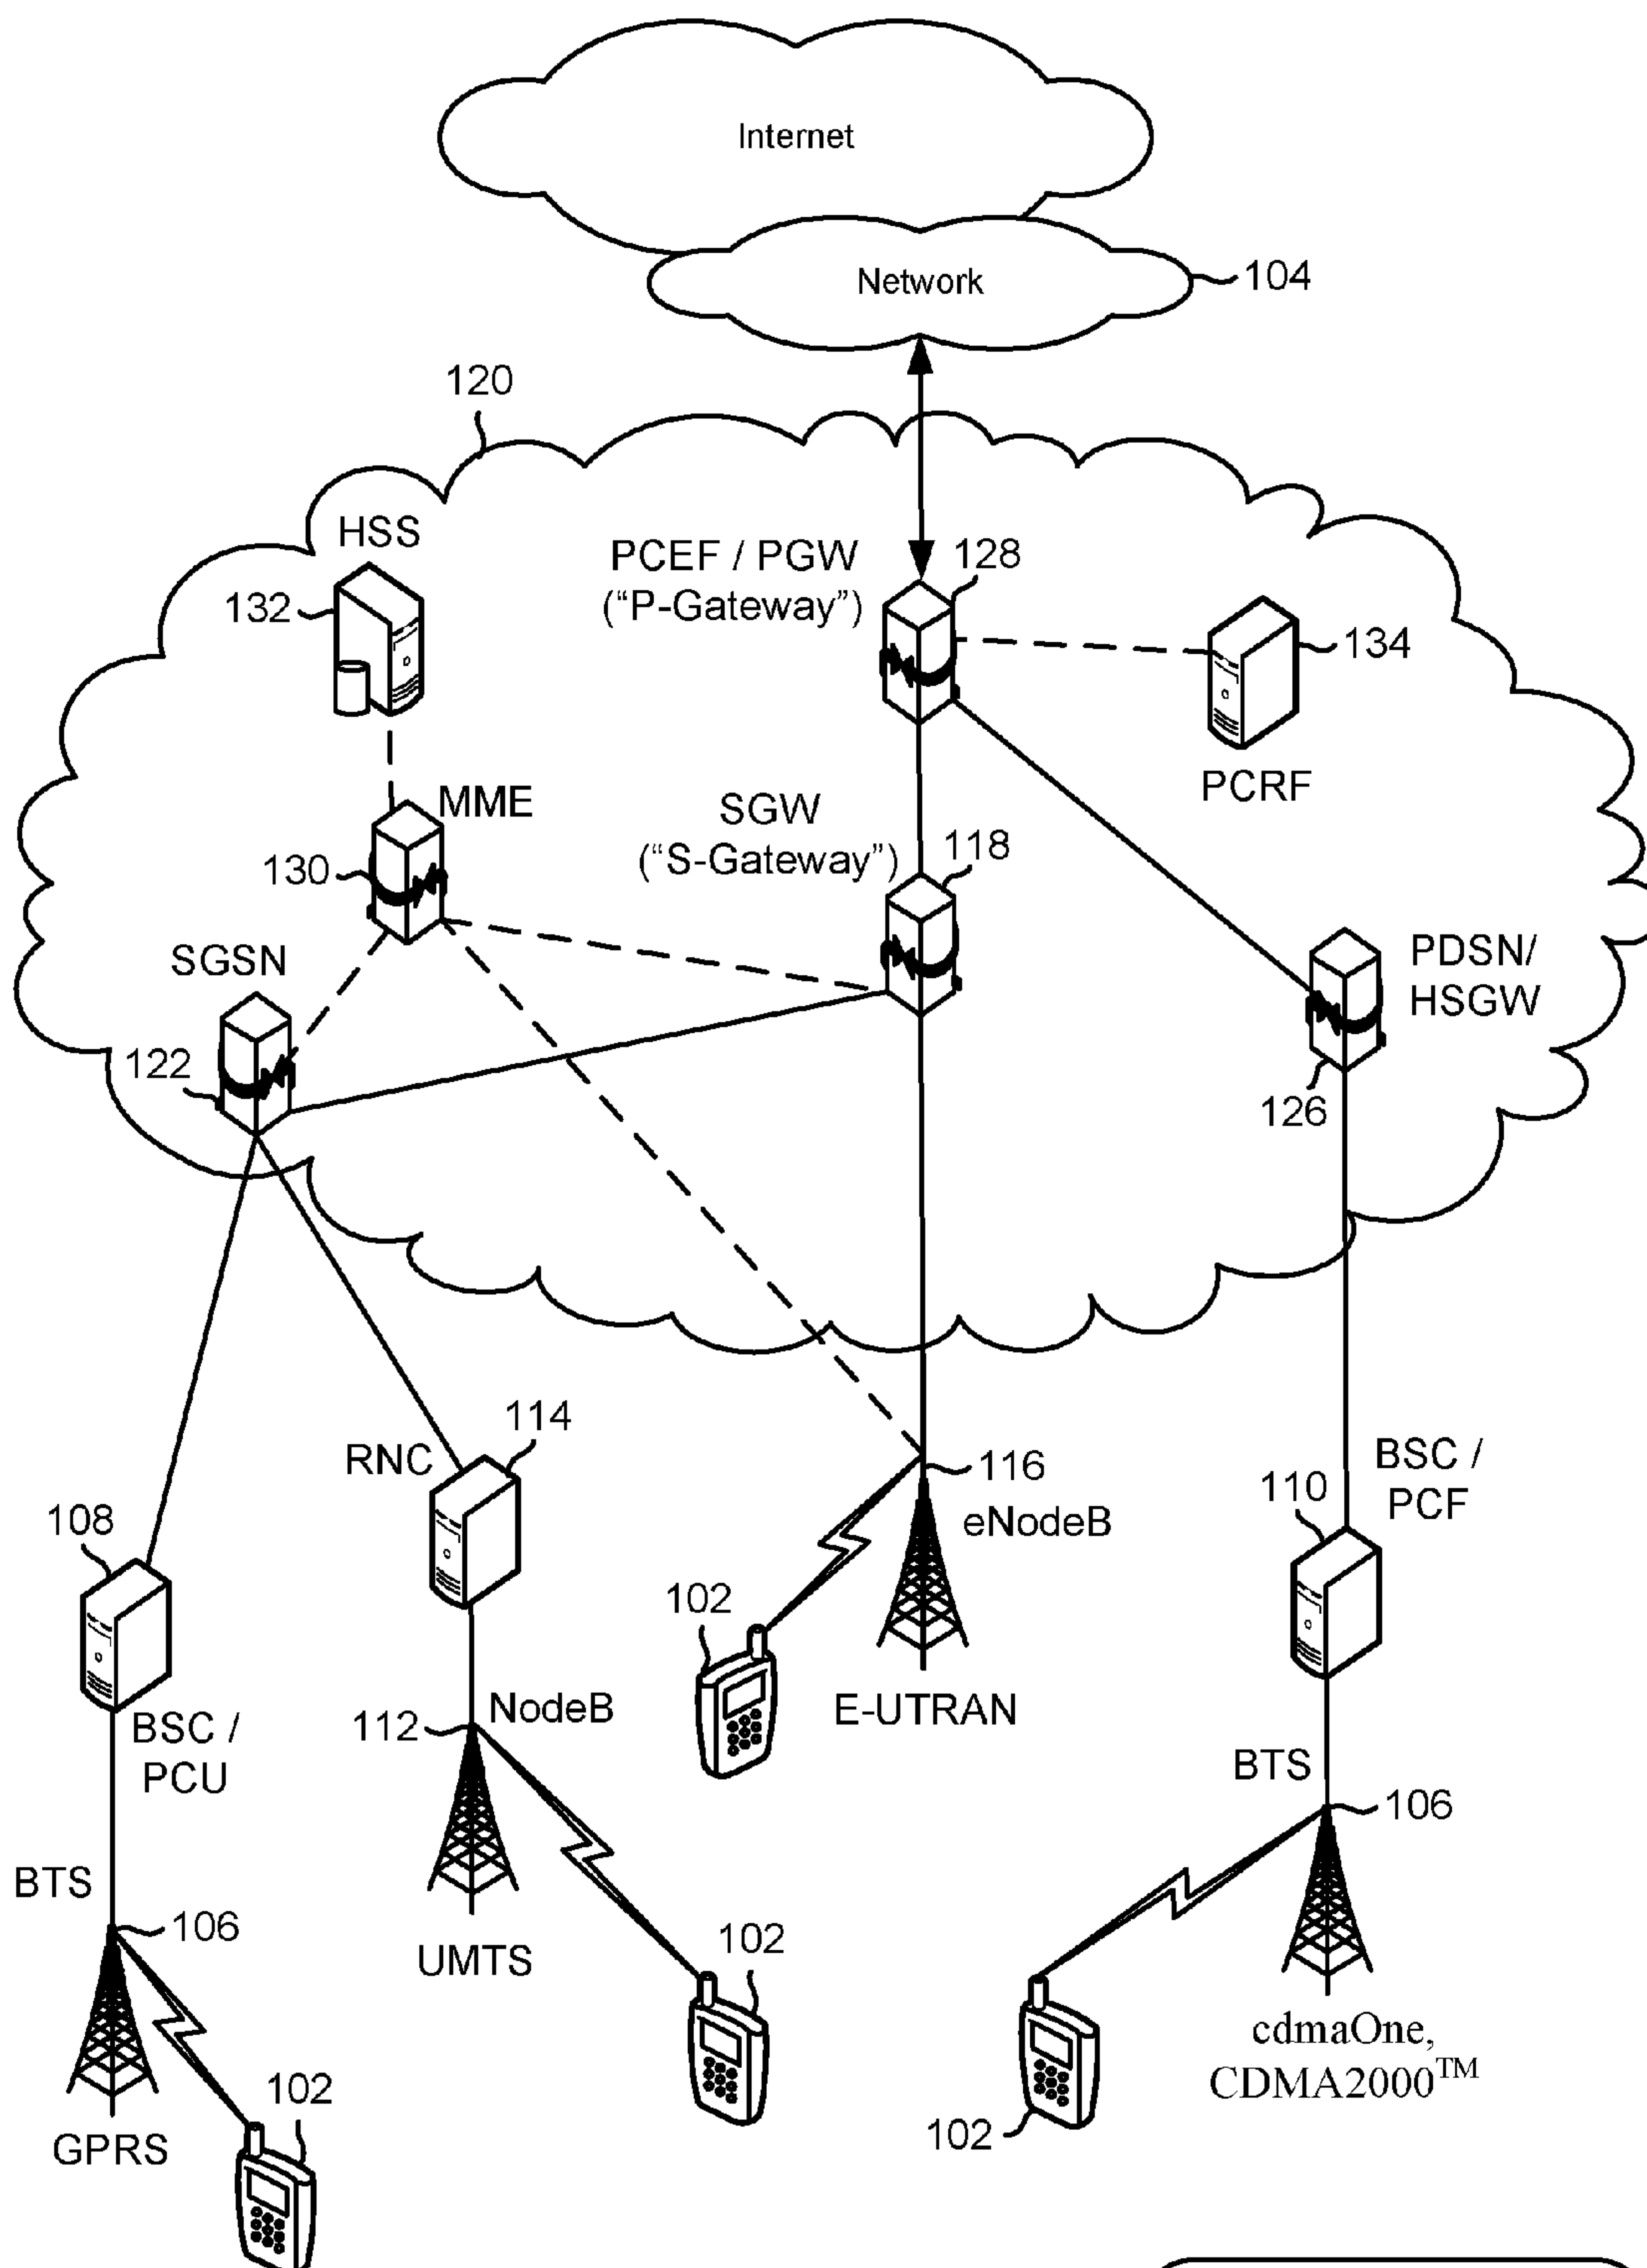 Internet
Network
104
120
HSS
132
PCEF / PGW
(“P-Gateway”)
128
134
PCRF
MME
130
SGW
(“S-Gateway”)
118
SGSN
122
PDSN/
HSGW
126
114
RNC
116
eNodeB
BSC /
PCF
110
108
102
BSC /
PCU
NodeB
112
E-UTRAN
BTS
106
BTS
106
UMTS
102
cdmaOne,
CDMA2000™
102
102
GPRS